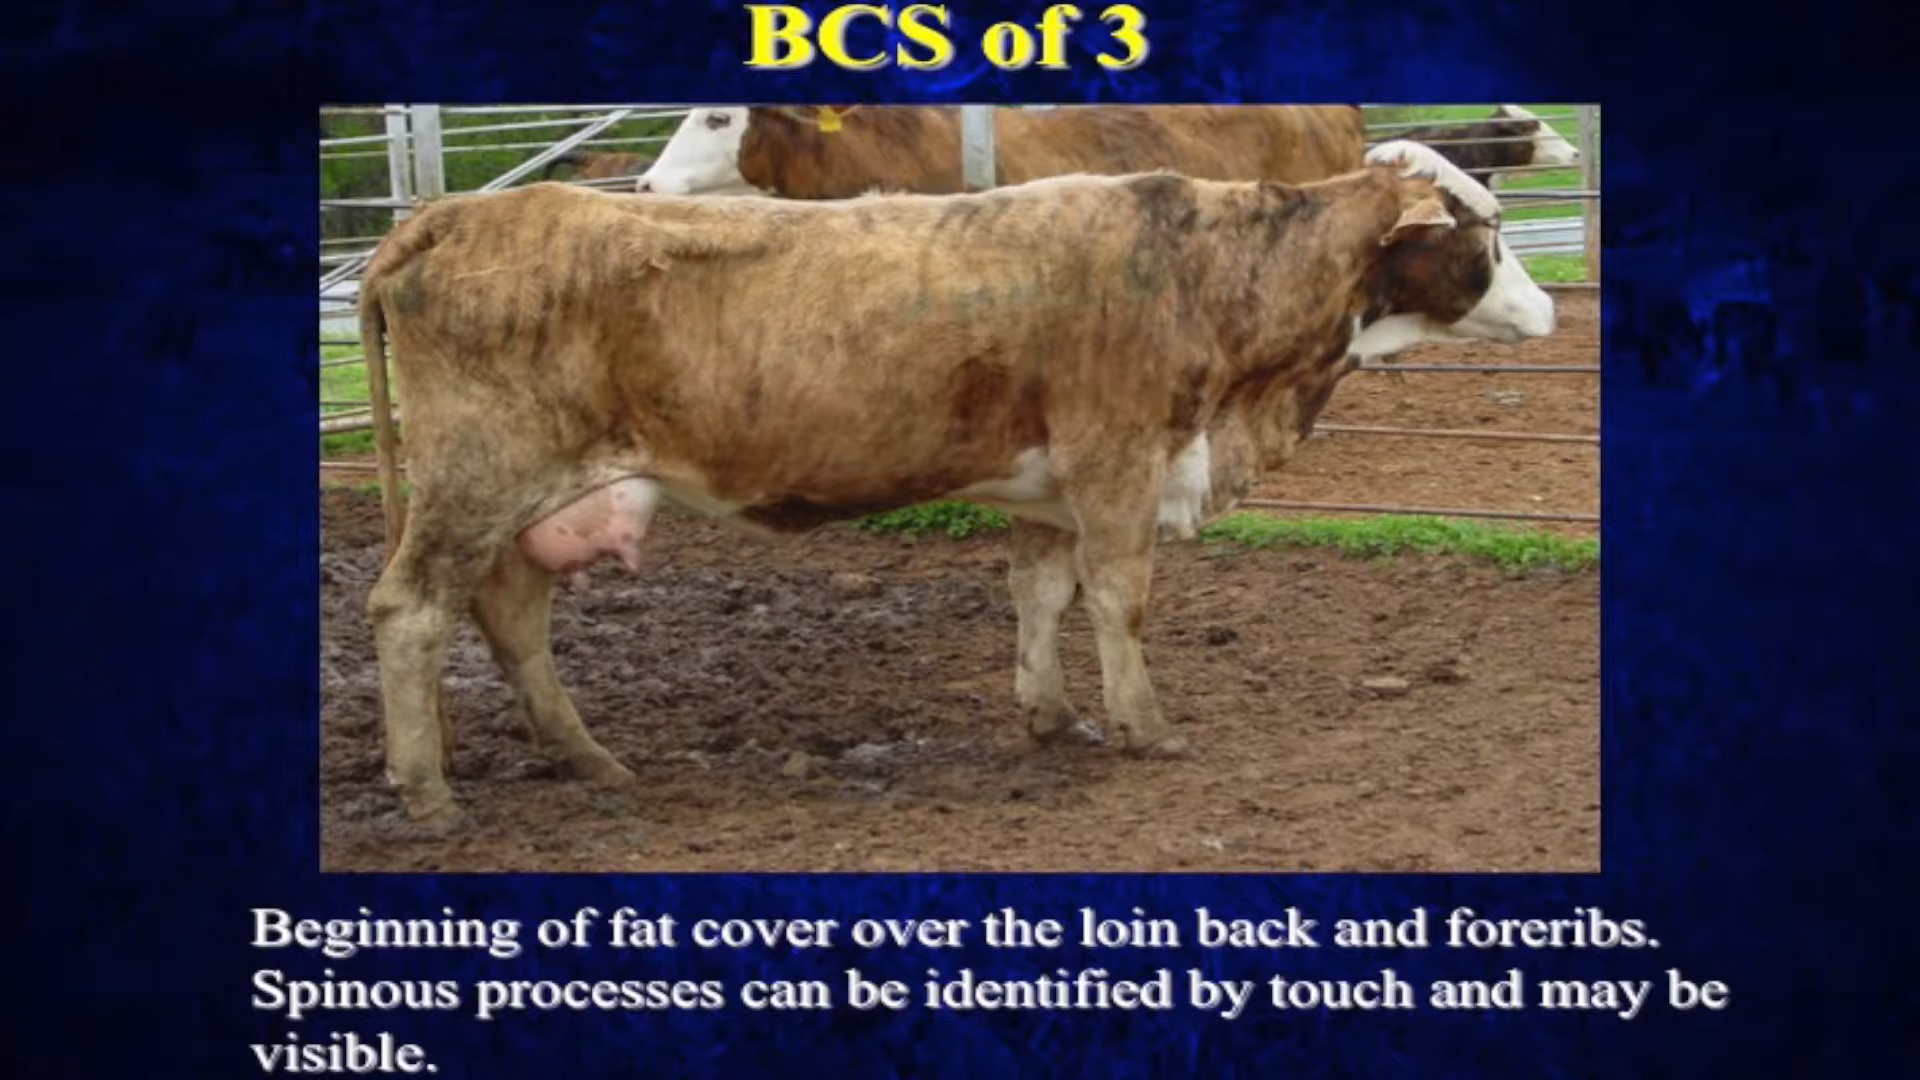 BCS of 3
Beginning of fat cover over the loin back and foreribs.
Spinous processes can be identified by touch and may be
visible.